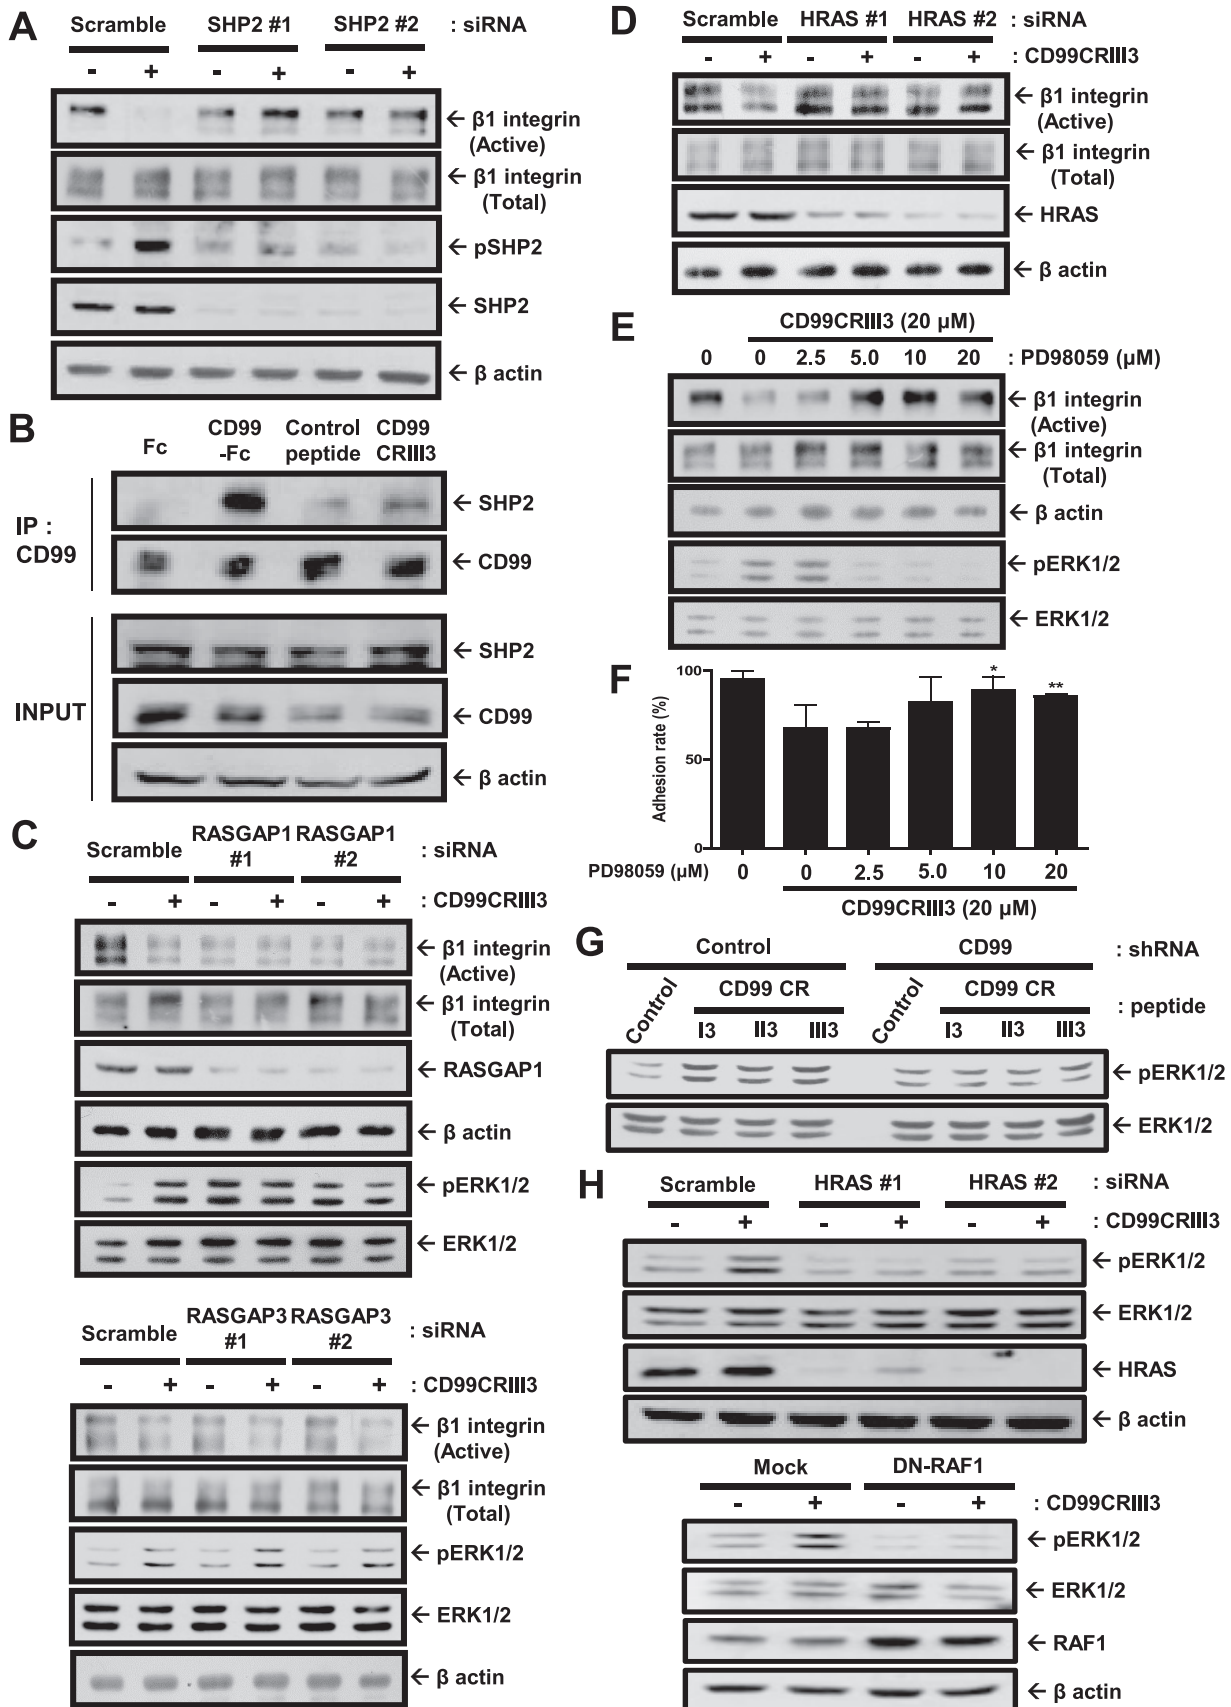 A
Scramble SHP2 #1 SHP2 #2 : siRNA
- + - + - +
← β1 integrin
(Active)
← β1 integrin
(Total)
← pSHP2
← SHP2
← β actin
B
Fc CD99 -Fc Control peptide CD99 CRIII3
IP : CD99
← SHP2
← CD99
INPUT
← SHP2
← CD99
← β actin
C
Scramble RASGAP1 #1 RASGAP1 #2 : siRNA
- + - + - + : CD99CRIII3
← β1 integrin
(Active)
← β1 integrin
(Total)
← RASGAP1
← β actin
← pERK1/2
← ERK1/2
Scramble RASGAP3 #1 RASGAP3 #2 : siRNA
- + - + - + : CD99CRIII3
← β1 integrin
(Active)
← β1 integrin
(Total)
← pERK1/2
← ERK1/2
← β actin
D
Scramble HRAS #1 HRAS #2 : siRNA
- + - + - + : CD99CRIII3
← β1 integrin
(Active)
← β1 integrin
(Total)
← HRAS
← β actin
E
CD99CRIII3 (20 μM)
0 0 2.5 5.0 10 20 : PD98059 (μM)
← β1 integrin
(Active)
← β1 integrin
(Total)
← β actin
← pERK1/2
← ERK1/2
F
Adhesion rate (%)
100
50
0
* **
PD98059 (μM) 0 0 2.5 5.0 10 20
CD99CRIII3 (20 μM)
G
Control CD99 : shRNA
Control CD99 CR Control CD99 CR : peptide
I3 II3 III3 I3 II3 III3
← pERK1/2
← ERK1/2
H
Scramble HRAS #1 HRAS #2 : siRNA
- + - + - + : CD99CRIII3
← pERK1/2
← ERK1/2
← HRAS
← β actin
Mock DN-RAF1
- + - + : CD99CRIII3
← pERK1/2
← ERK1/2
← RAF1
← β actin